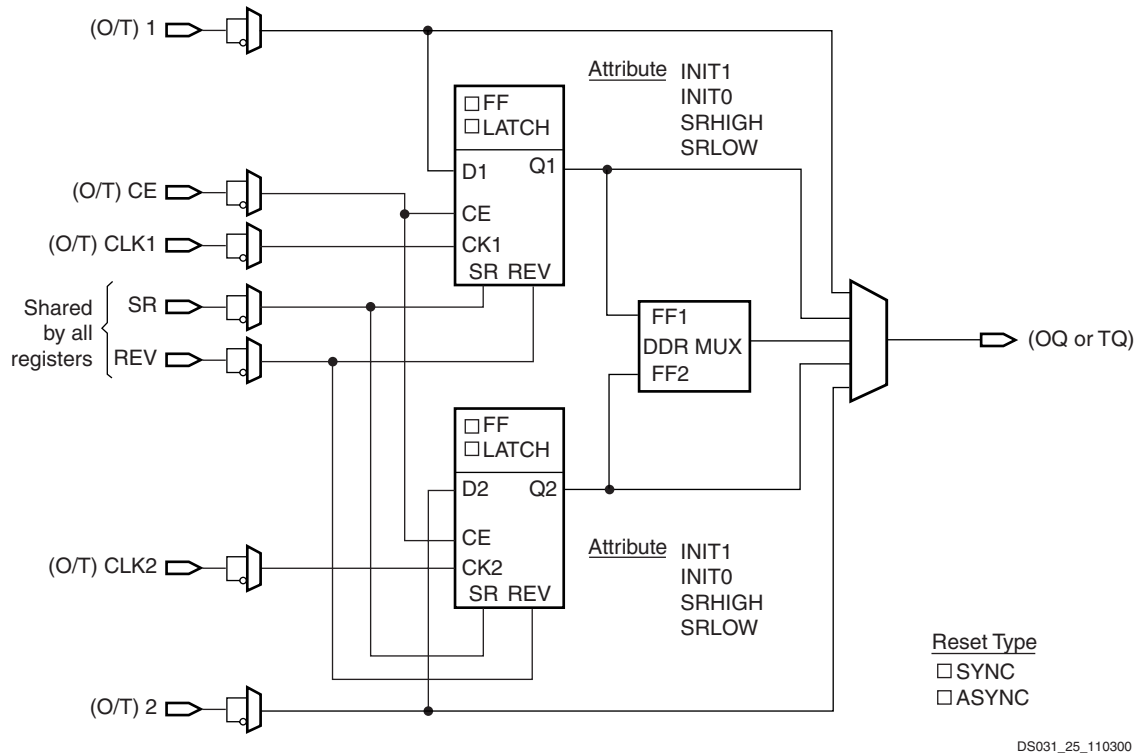 (O/T) 1
Attribute INIT1
INIT0
SRHIGH
SRLOW
FF
LATCH
D1 Q1
(O/T) CE
CE
(O/T) CLK1
CK1
SR REV
Shared
by all
registers
SR
REV
FF1
DDR MUX
FF2
(OQ or TQ)
FF
LATCH
D2 Q2
CE
(O/T) CLK2
CK2
SR REV
Attribute INIT1
INIT0
SRHIGH
SRLOW
Reset Type
SYNC
ASYNC
(O/T) 2
DS031_25_110300